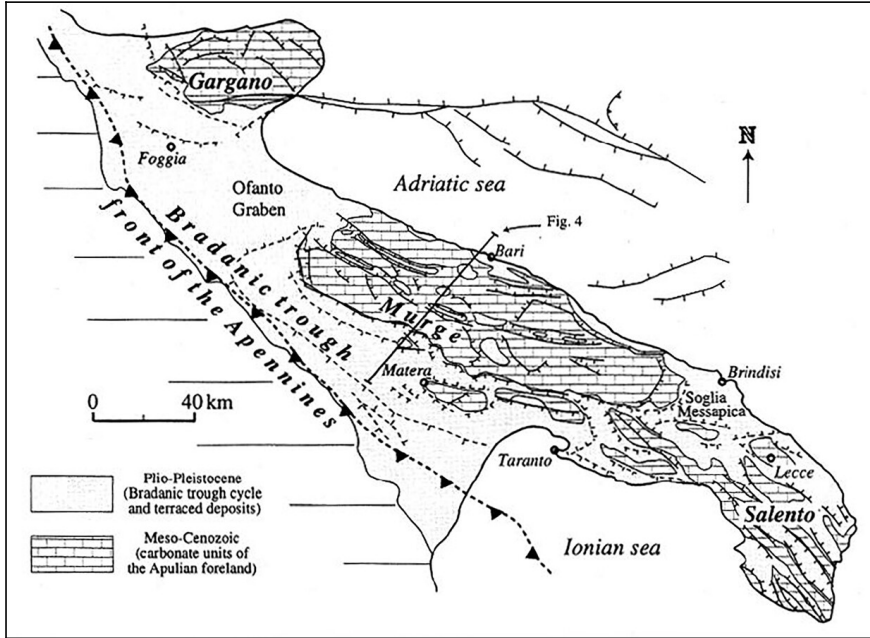 Gargano
N
Foggia
Adriatic sea
Ofanto
Graben
Fig. 4
Bari
Bradanic trough
front of the Apennines
Murge
Matera
Brindisi
Soglia
Messapica
0 40 km
Taranto
Lecce
Salento
Ionian sea
Plio-Pleistocene
(Bradanic trough cycle
and terraced deposits)
Meso-Cenozoic
(carbonate units of
the Apulian foreland)